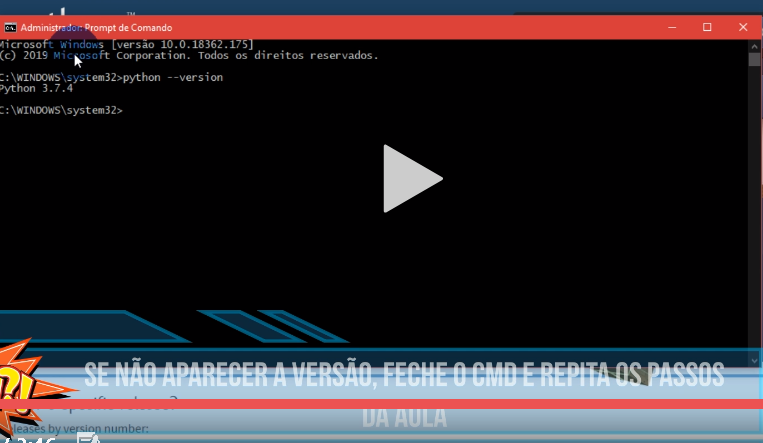 Administrador: Prompt de Comando
Microsoft Windows [versão 10.0.18362.175]
(c) 2019 Microsoft Corporation. Todos os direitos reservados.
C:\WINDOWS\system32>python --version
Python 3.7.4
C:\WINDOWS\system32>
?!
SE NÃO APARECER A VERSÃO, FECHE O CMD E REPITA OS PASSOS
DA AULA
leases by version number: